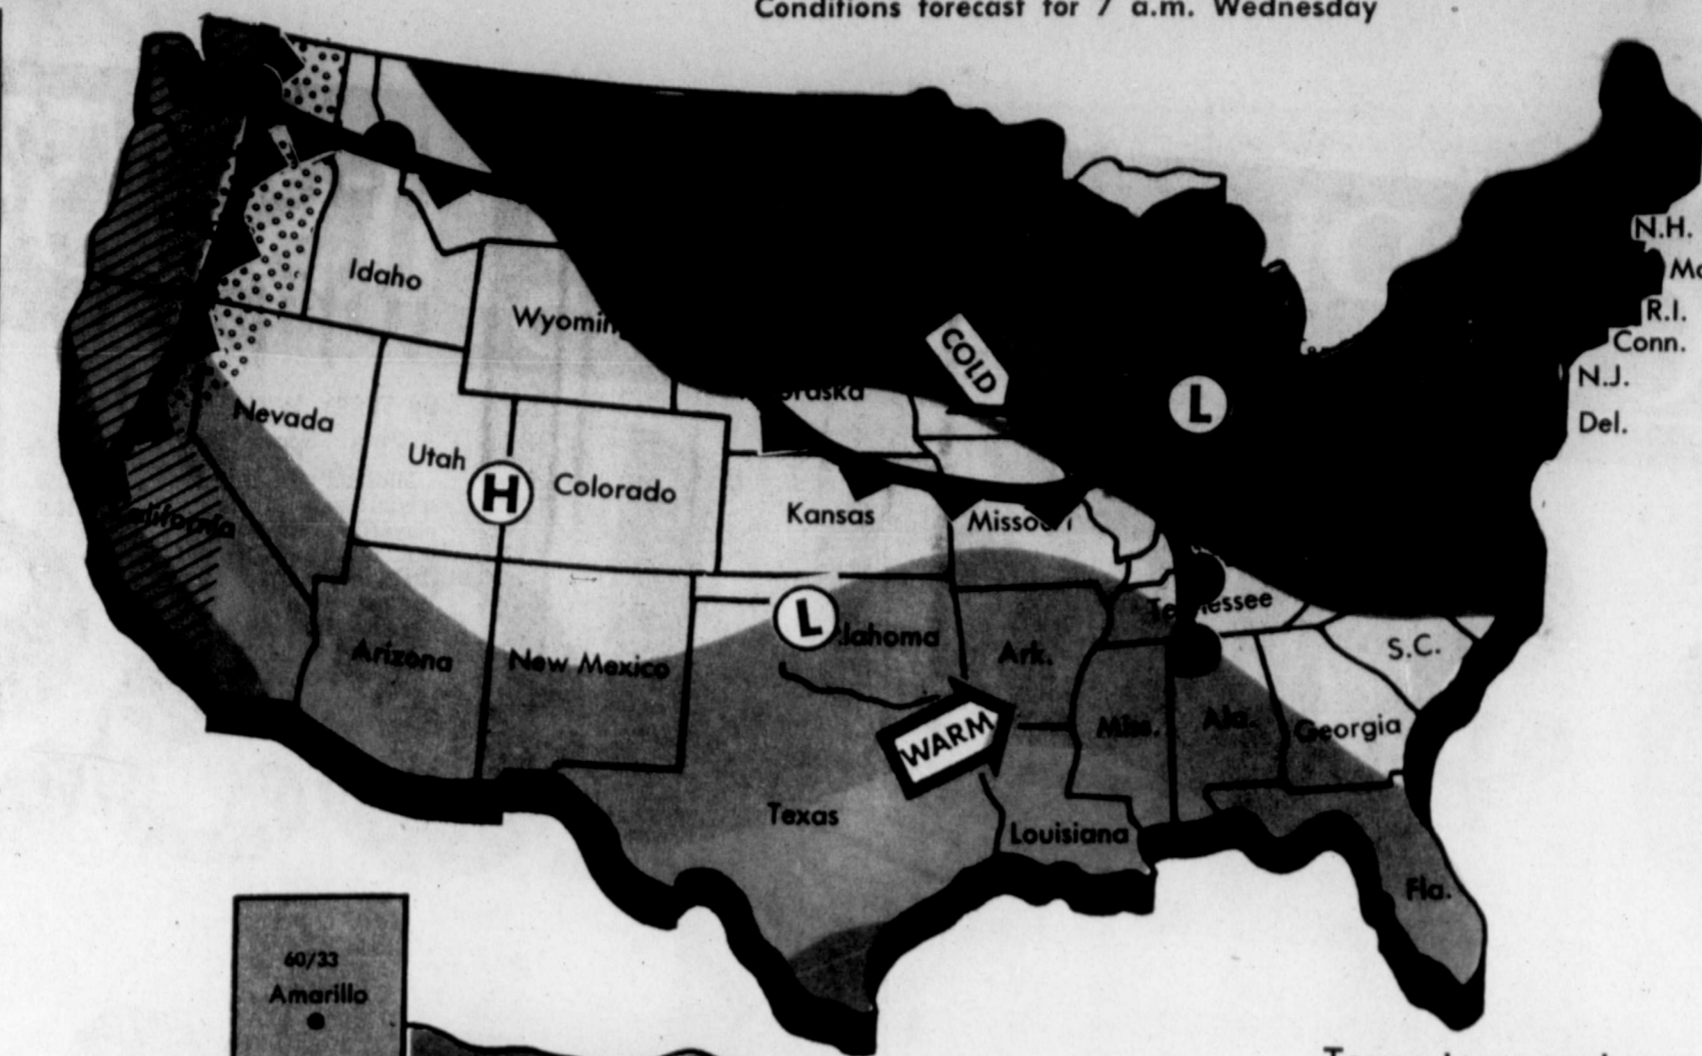 Conditions forecast for 7 a.m. Wednesday
N.H.
R.I.
Conn.
N.J.
Del.
Idaho
COLD
L
Nevada
Utah
H
Colorado
Kansas
Arizona
New Mexico
L
Ark.
S.C.
WARM
Miss.
Ala.
Georgia
Texas
Louisiana
Fla.
60/33
Amarillo